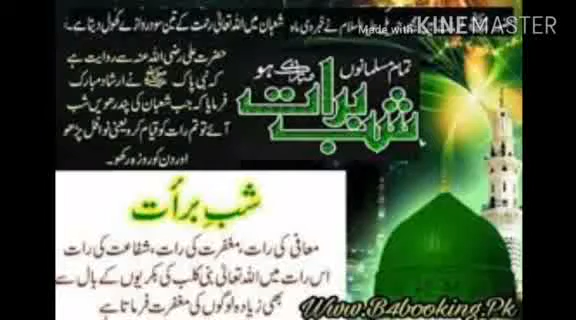 Made with KINEMASTER
شعبان میں اللہ تعالیٰ رحمت کے تین سو دروازے کھول دیتا ہے۔
حضرت علی رضی اللہ عنہ سے روایت ہے
کہ نبی پاک ﷺ نے ارشاد مبارک
فرمایا کہ جب شعبان کی پندرھویں شب
آئے تو تم رات کو قیام کرو یعنی نوافل پڑھو
اور دن کو روزہ رکھو۔
تمام مسلمانوں
شب برات
مبارک ہو
شبِ برأت
معافی کی رات، مغفرت کی رات، شفاعت کی رات
اس رات میں اللہ تعالیٰ بنی کلب کی بکریوں کے بال سے
بھی زیادہ لوگوں کی مغفرت فرماتا ہے
Www.B4booking.Pk